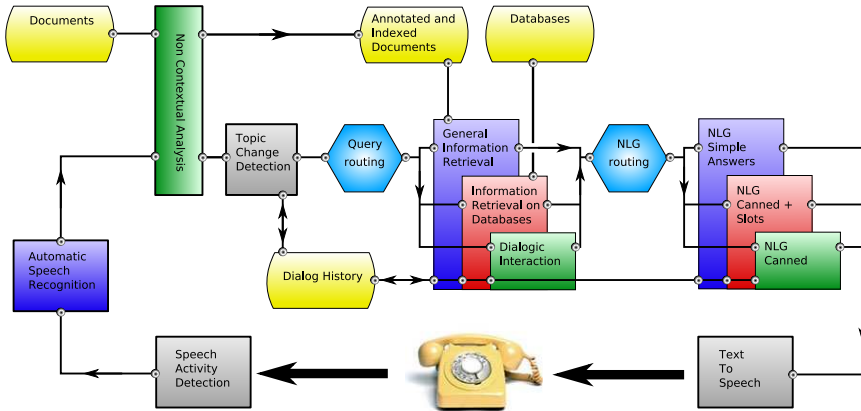 Documents
Non Contextual Analysis
Annotated and
Indexed
Documents
Databases
Topic
Change
Detection
Query
routing
General
Information
Retrieval
Information
Retrieval on
Databases
Dialogic
Interaction
NLG
routing
NLG
Simple
Answers
NLG
Canned +
Slots
NLG
Canned
Automatic
Speech
Recognition
Dialog History
Speech
Activity
Detection
Text
To
Speech